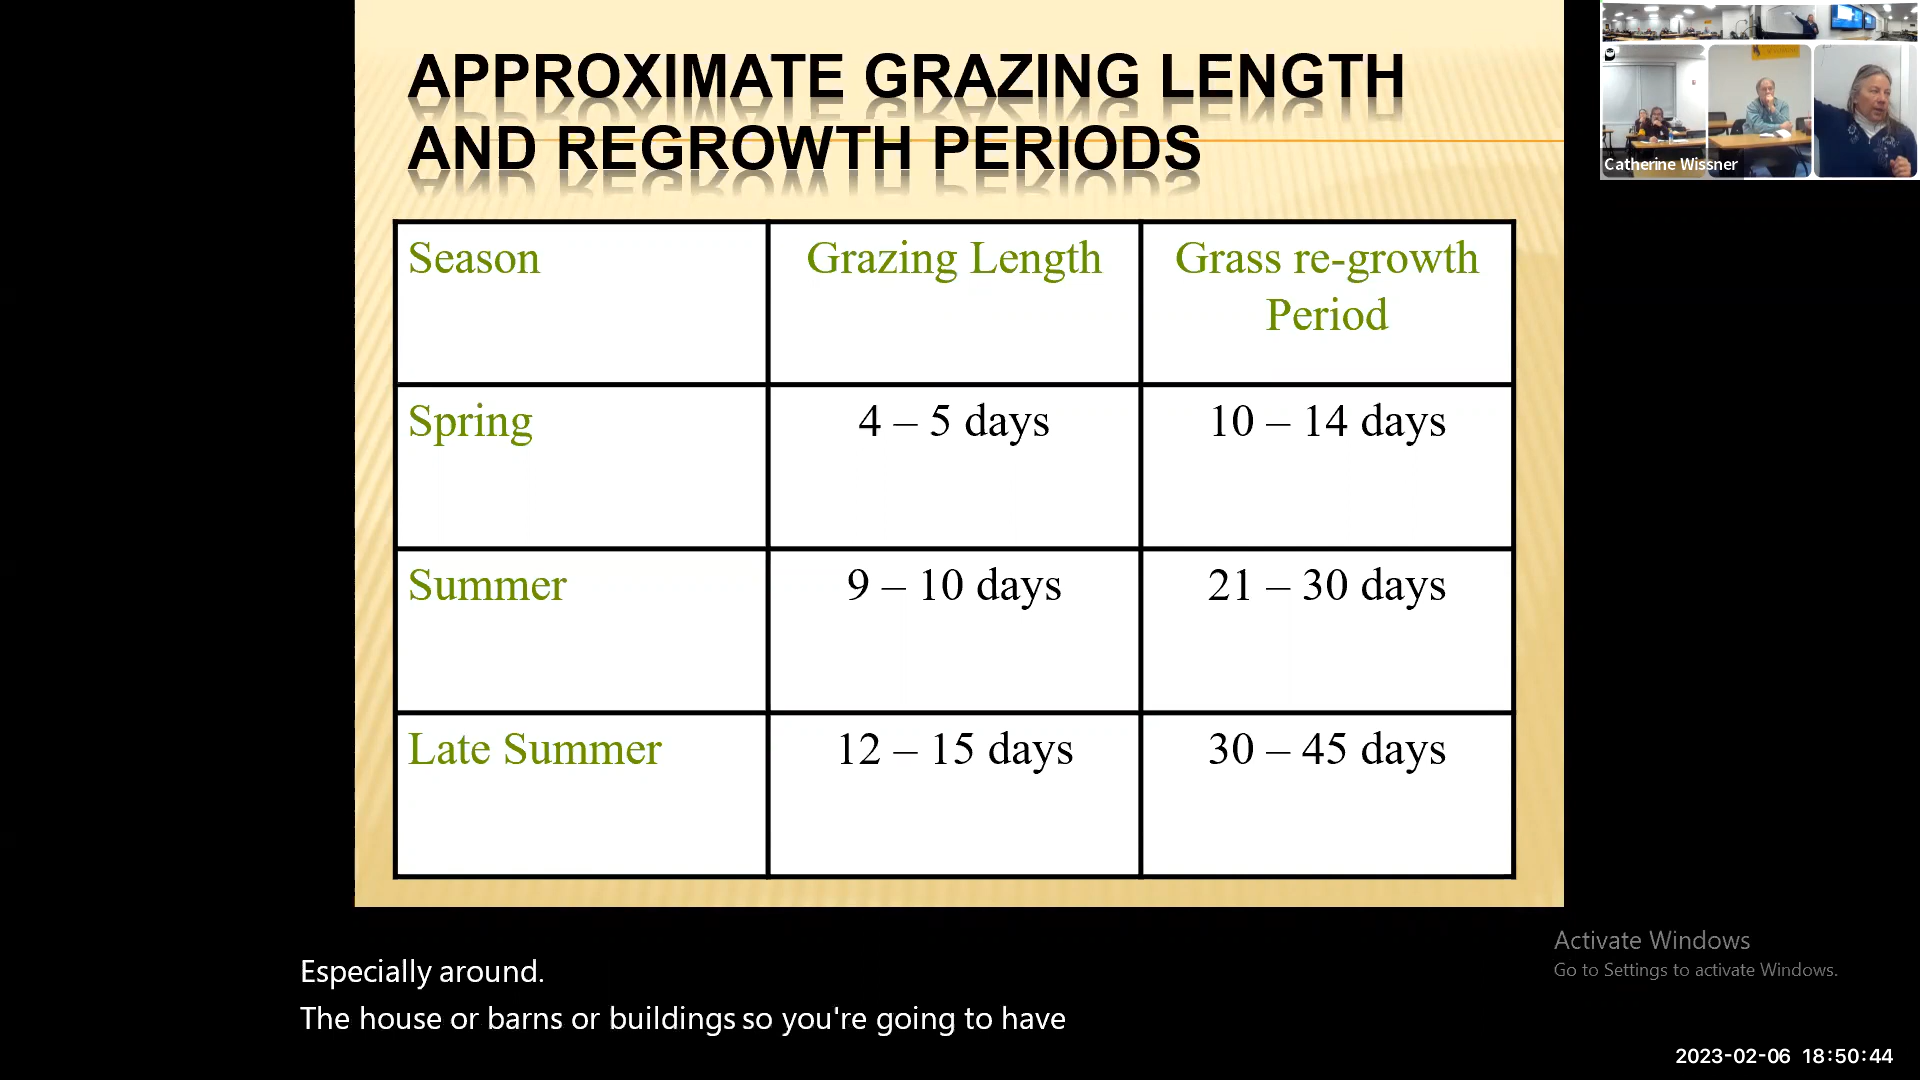 APPROXIMATE GRAZING LENGTH
AND REGROWTH PERIODS
Season
Grazing Length
Grass re-growth
Period
Spring
4 – 5 days
10 – 14 days
Summer
9 – 10 days
21 – 30 days
Late Summer
12 – 15 days
30 – 45 days
Catherine Wissner
Especially around.
The house or barns or buildings so you're going to have
Activate Windows
Go to Settings to activate Windows.
2023-02-06 18:50:44